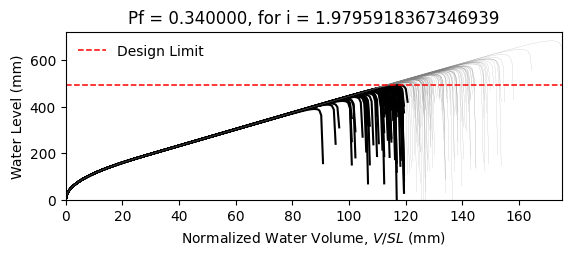 Pf = 0.340000, for i = 1.9795918367346939
Water Level (mm)
600
400
200
0
Design Limit
0 20 40 60 80 100 120 140 160
Normalized Water Volume, V/SL (mm)